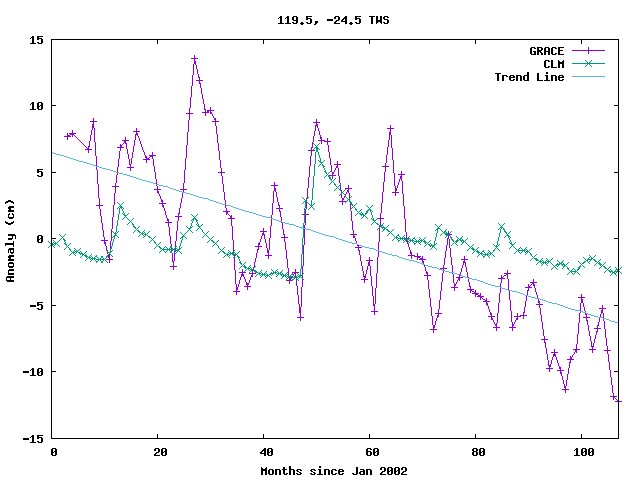 119.5, -24.5 TWS
GRACE
CLM
Trend Line
15
10
5
0
-5
-10
-15
Anomaly (cm)
0 20 40 60 80 100
Months since Jan 2002